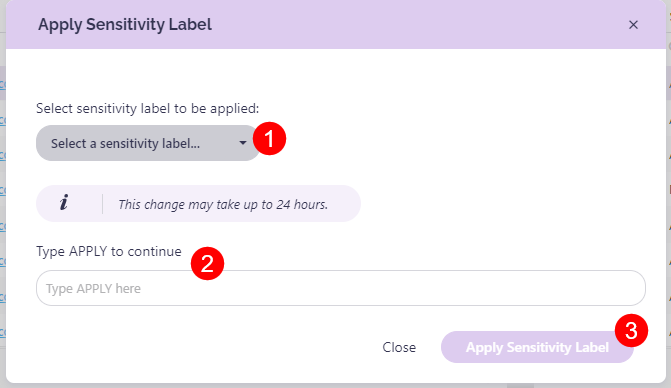 Apply Sensitivity Label
×
Select sensitivity label to be applied:
Select a sensitivity label...
1
i
This change may take up to 24 hours.
Type APPLY to continue
2
Type APPLY here
3
Close
Apply Sensitivity Label